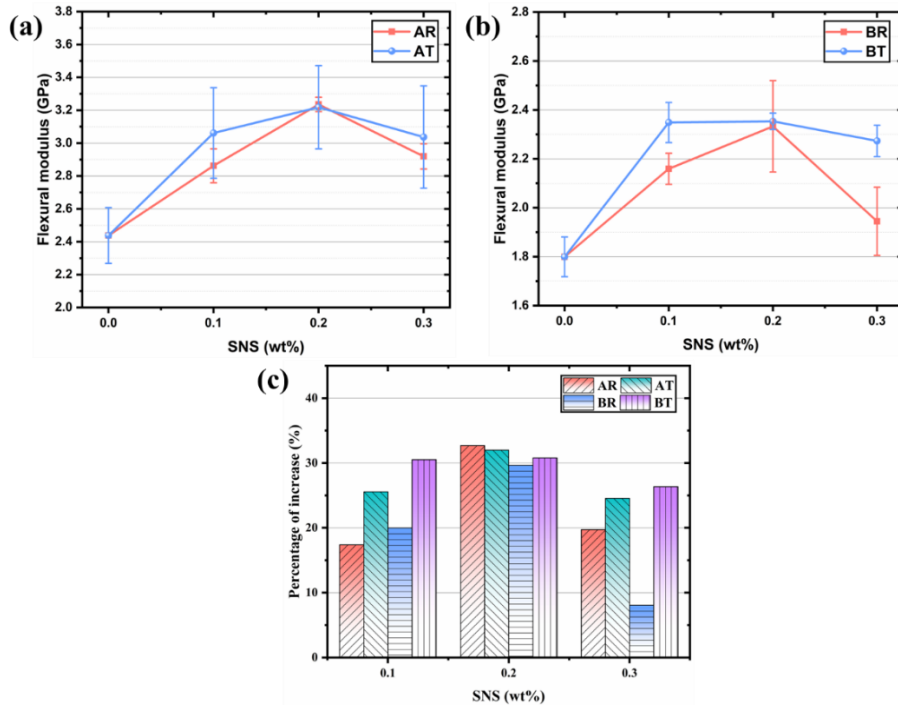 (a)
AR
AT
Flexural modulus (GPa)
3.8
3.6
3.4
3.2
3.0
2.8
2.6
2.4
2.2
2.0
0.0 0.1 0.2 0.3
SNS (wt%)
(b)
BR
BT
Flexural modulus (GPa)
2.8
2.6
2.4
2.2
2.0
1.8
1.6
0.0 0.1 0.2 0.3
SNS (wt%)
(c)
AR AT
BR BT
Percentage of increase (%)
40
30
20
10
0
0.1 0.2 0.3
SNS (wt%)